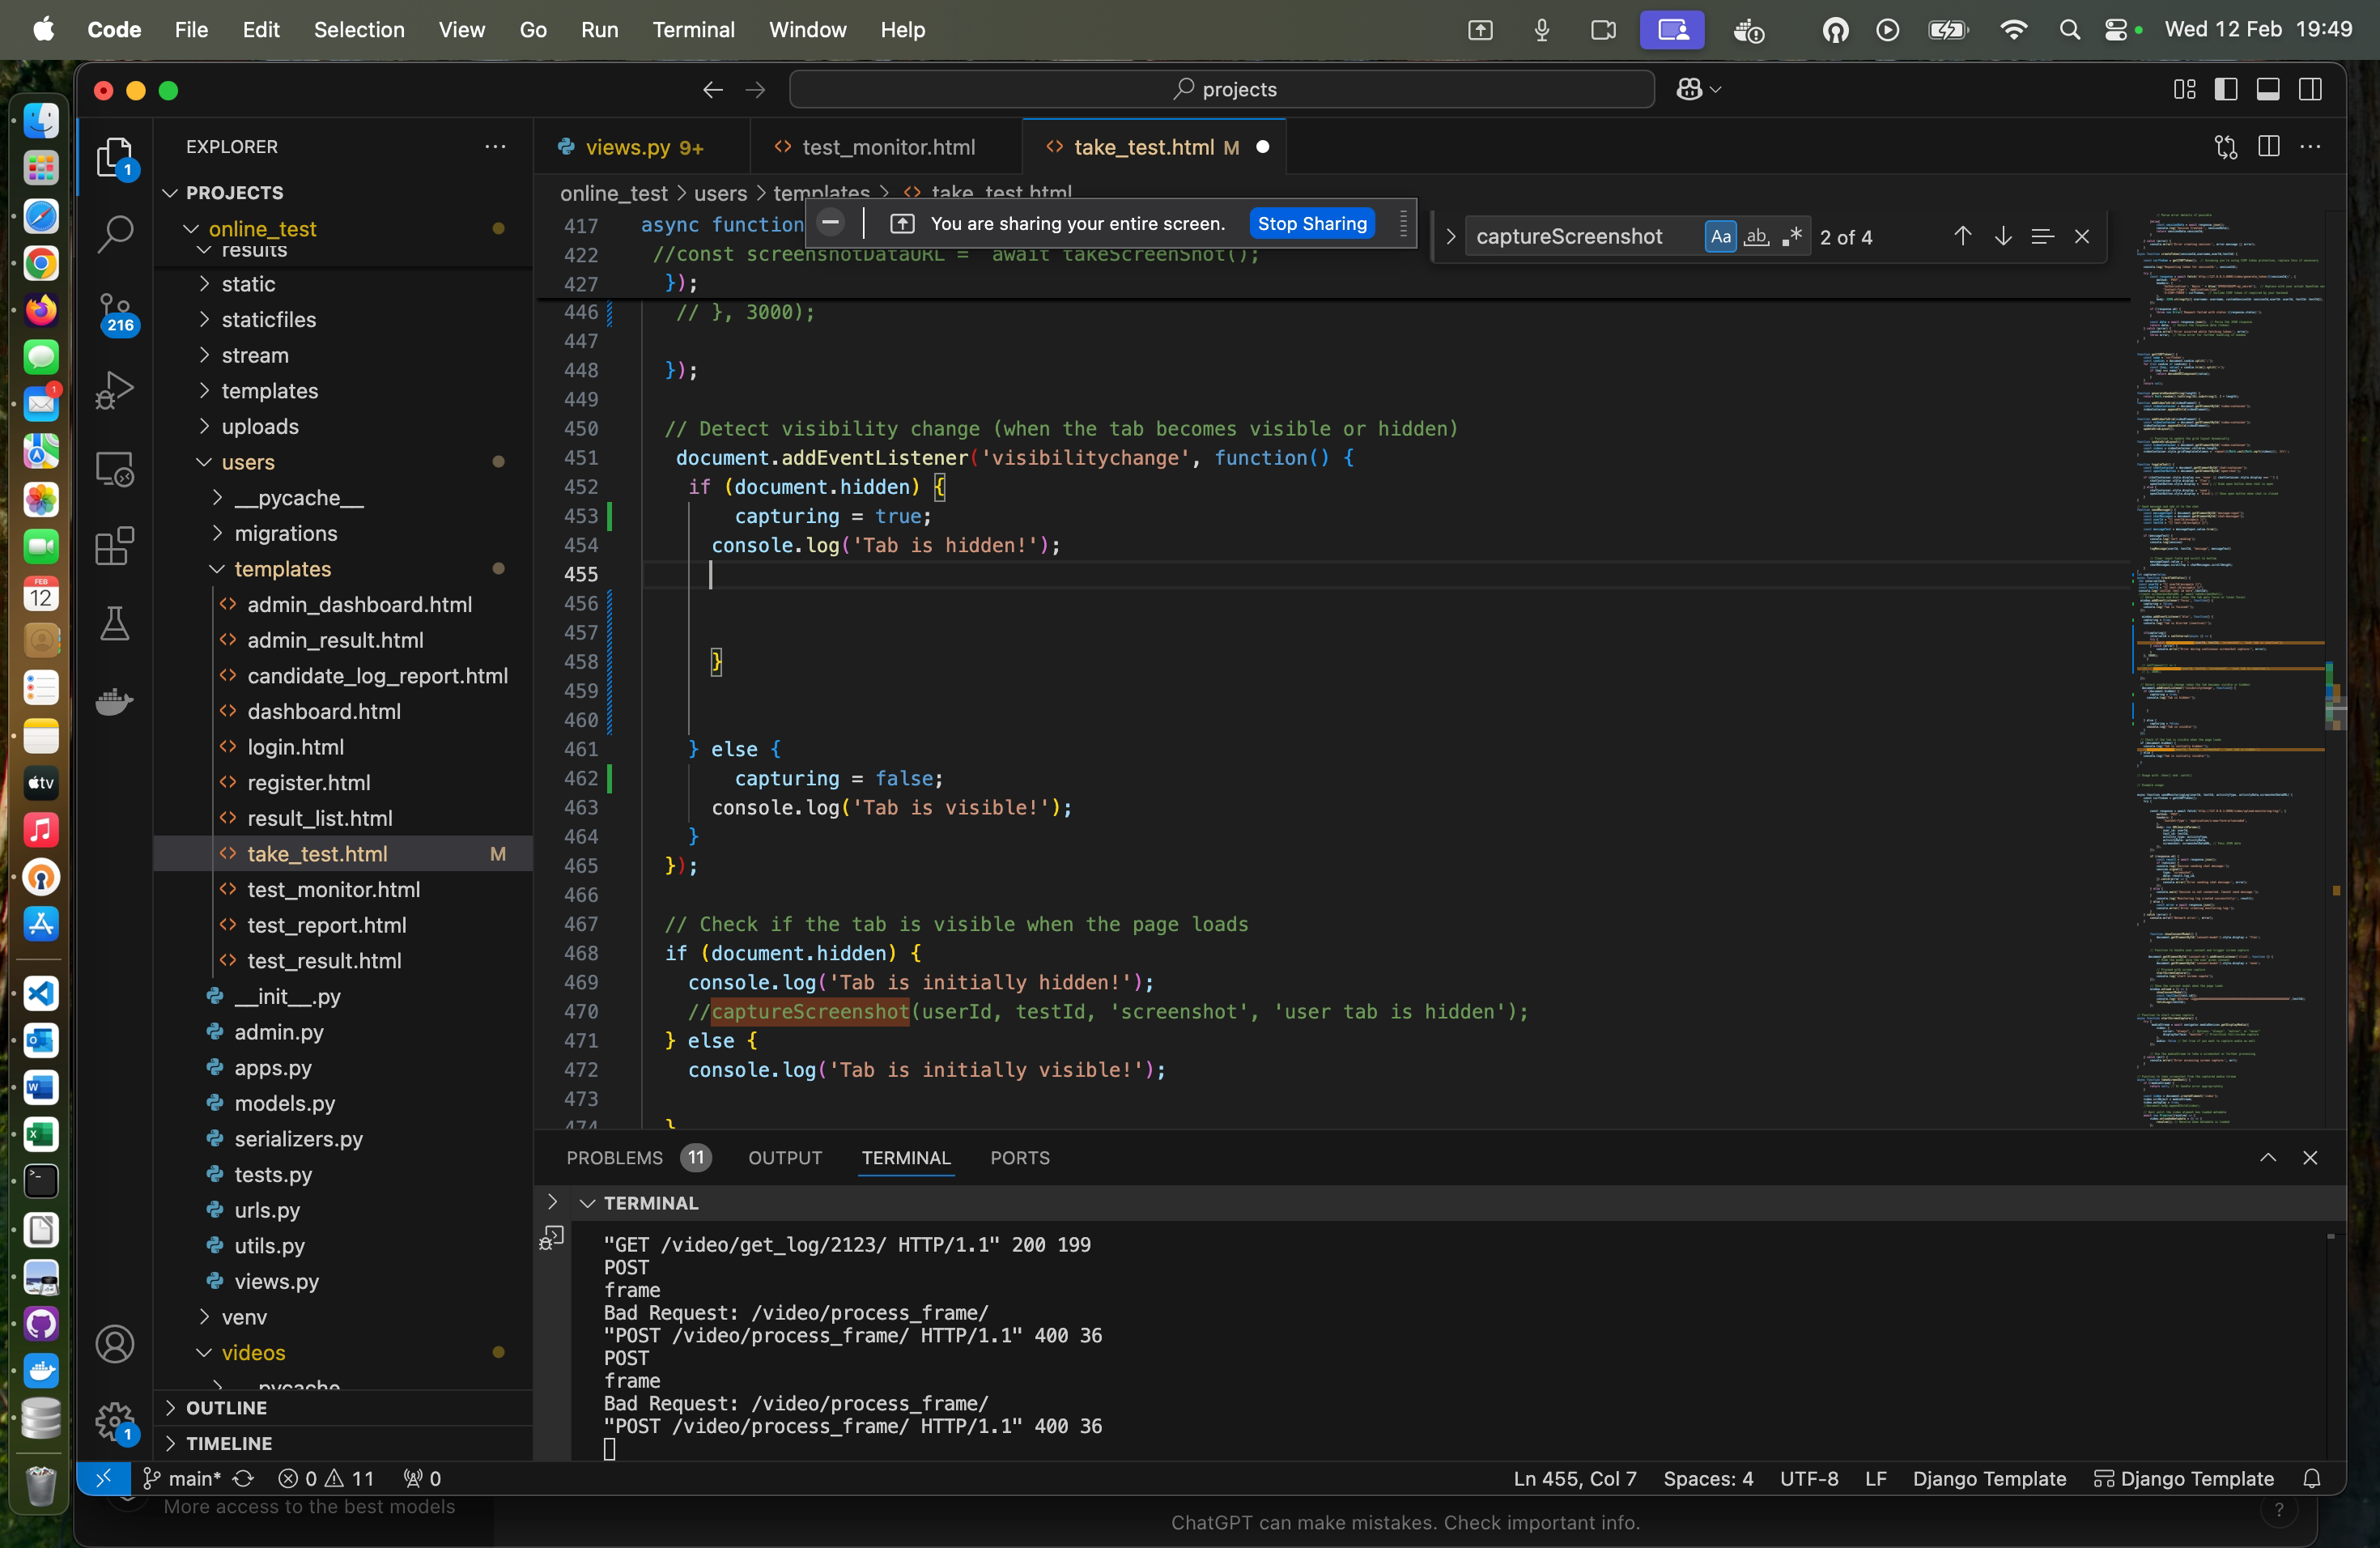 Code File Edit Selection View Go Run Terminal Window Help Wed 12 Feb 19:49
projects
EXPLORER
PROJECTS
online_test
results
static
staticfiles
stream
templates
uploads
users
__pycache__
migrations
templates
admin_dashboard.html
admin_result.html
candidate_log_report.html
dashboard.html
login.html
register.html
result_list.html
take_test.html M
test_monitor.html
test_report.html
test_result.html
__init__.py
admin.py
apps.py
models.py
serializers.py
tests.py
urls.py
utils.py
views.py
venv
videos
pycache
OUTLINE
TIMELINE
1
216
1
FEB
12
1
tv
views.py 9+ test_monitor.html take_test.html M
online_test > users > templates > take_test.html
You are sharing your entire screen. Stop Sharing
captureScreenshot Aa ab 2 of 4
417 async function
422 //const screenshotDataURL = await takeScreenShot();
427 });
446 // }, 3000);
447
448 });
449
450 // Detect visibility change (when the tab becomes visible or hidden)
451 document.addEventListener('visibilitychange', function() {
452 if (document.hidden) {
453 capturing = true;
454 console.log('Tab is hidden!');
455
456
457
458 }
459
460
461 } else {
462 capturing = false;
463 console.log('Tab is visible!');
464 }
465 });
466
467 // Check if the tab is visible when the page loads
468 if (document.hidden) {
469 console.log('Tab is initially hidden!');
470 //captureScreenshot(userId, testId, 'screenshot', 'user tab is hidden');
471 } else {
472 console.log('Tab is initially visible!');
473
474 }
PROBLEMS 11 OUTPUT TERMINAL PORTS
TERMINAL
"GET /video/get_log/2123/ HTTP/1.1" 200 199
POST
frame
Bad Request: /video/process_frame/
"POST /video/process_frame/ HTTP/1.1" 400 36
POST
frame
Bad Request: /video/process_frame/
"POST /video/process_frame/ HTTP/1.1" 400 36
main* 0 11 0 Ln 455, Col 7 Spaces: 4 UTF-8 LF Django Template Django Template
More access to the best models
ChatGPT can make mistakes. Check important info.
?